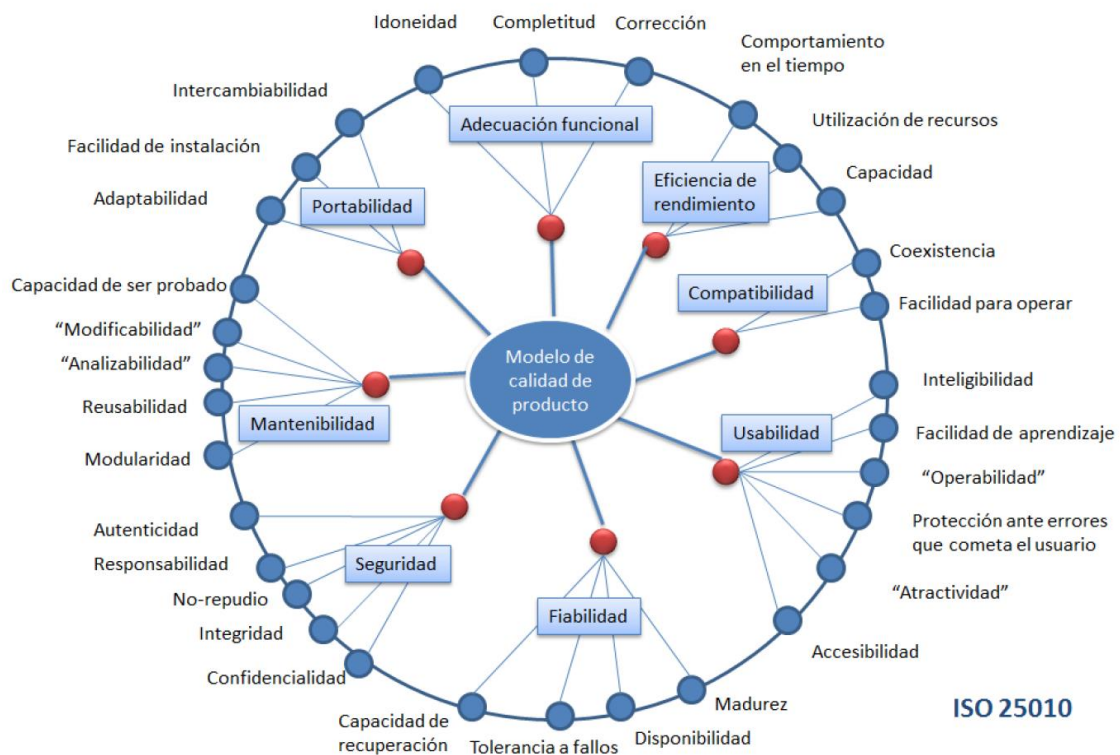 Idoneidad
Completitud
Corrección
Comportamiento
en el tiempo
Intercambiabilidad
Adecuación funcional
Utilización de recursos
Facilidad de instalación
Eficiencia de
rendimiento
Capacidad
Adaptabilidad
Portabilidad
Coexistencia
Capacidad de ser probado
Compatibilidad
Facilidad para operar
“Modificabilidad”
Modelo de
calidad de
producto
“Analizabilidad”
Inteligibilidad
Reusabilidad
Mantenibilidad
Usabilidad
Facilidad de aprendizaje
Modularidad
“Operabilidad”
Autenticidad
Protección ante errores
que cometa el usuario
Responsabilidad
Seguridad
No-repudio
“Atractividad”
Fiabilidad
Integridad
Accesibilidad
Confidencialidad
Madurez
ISO 25010
Capacidad de
recuperación
Tolerancia a fallos
Disponibilidad